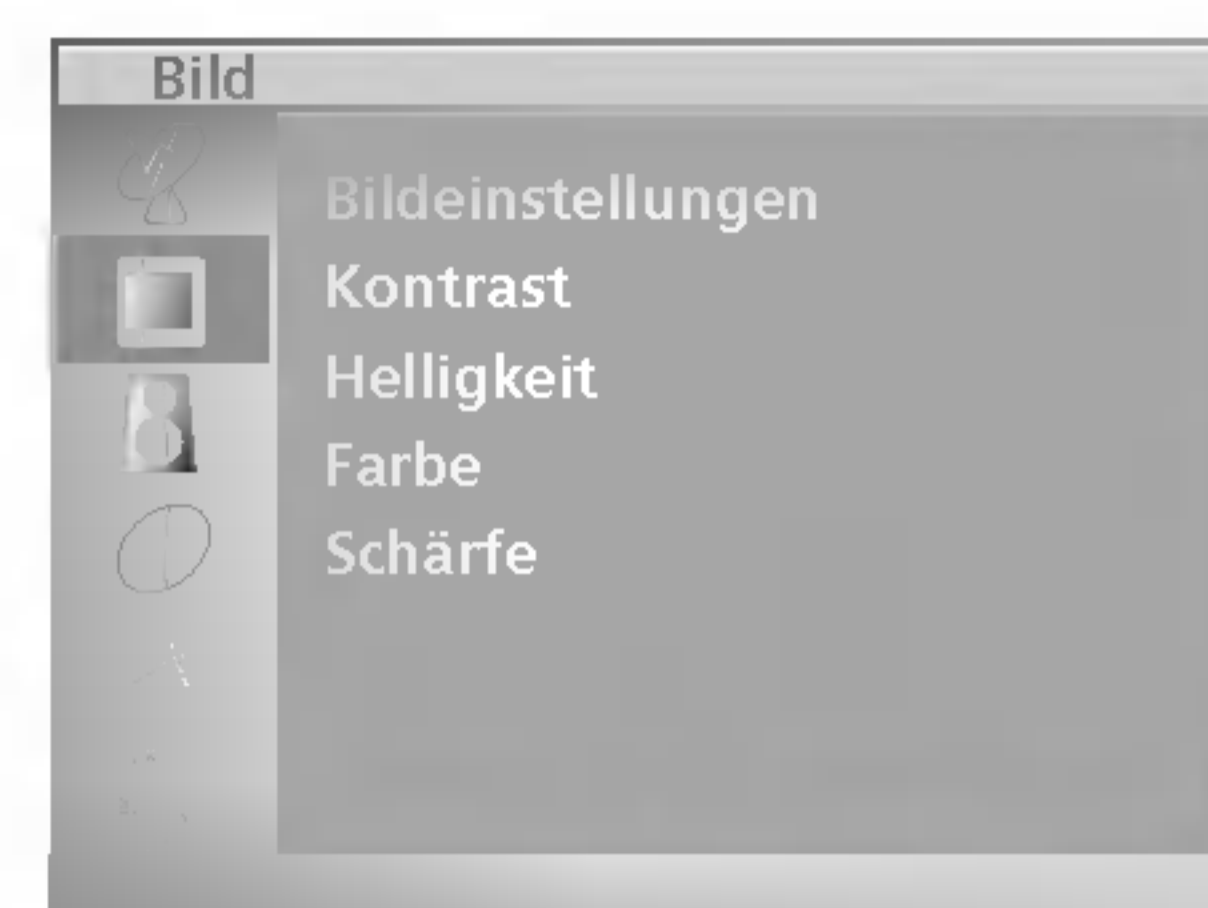 Bild
Bildeinstellungen
Kontrast
Helligkeit
Farbe
Schärfe